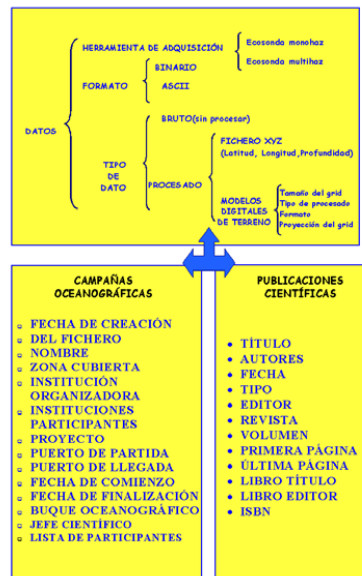 HERRAMIENTA DE ADQUISICIÓN
Ecosonda monohaz
Ecosonda multihaz
FORMATO
BINARIO
ASCII
DATOS
BRUTO(sin procesar)
TIPO
DE
DATO
PROCESADO
FICHERO XYZ
(Latitud, Longitud,Profundidad)
MODELOS
DIGITALES
DE TERRENO
Tamaño del grid
Tipo de procesado
Formato
Proyección del grid
CAMPAÑAS
OCEANOGRÁFICAS
FECHA DE CREACIÓN
DEL FICHERO
NOMBRE
ZONA CUBIERTA
INSTITUCIÓN
ORGANIZADORA
INSTITUCIONES
PARTICIPANTES
PROYECTO
PUERTO DE PARTIDA
PUERTO DE LLEGADA
FECHA DE COMIENZO
FECHA DE FINALIZACIÓN
BUQUE OCEANOGRÁFICO
JEFE CIENTÍFICO
LISTA DE PARTICIPANTES
PUBLICACIONES
CIENTÍFICAS
TÍTULO
AUTORES
FECHA
TIPO
EDITOR
REVISTA
VOLUMEN
PRIMERA PÁGINA
ÚLTIMA PÁGINA
LIBRO TÍTULO
LIBRO EDITOR
ISBN